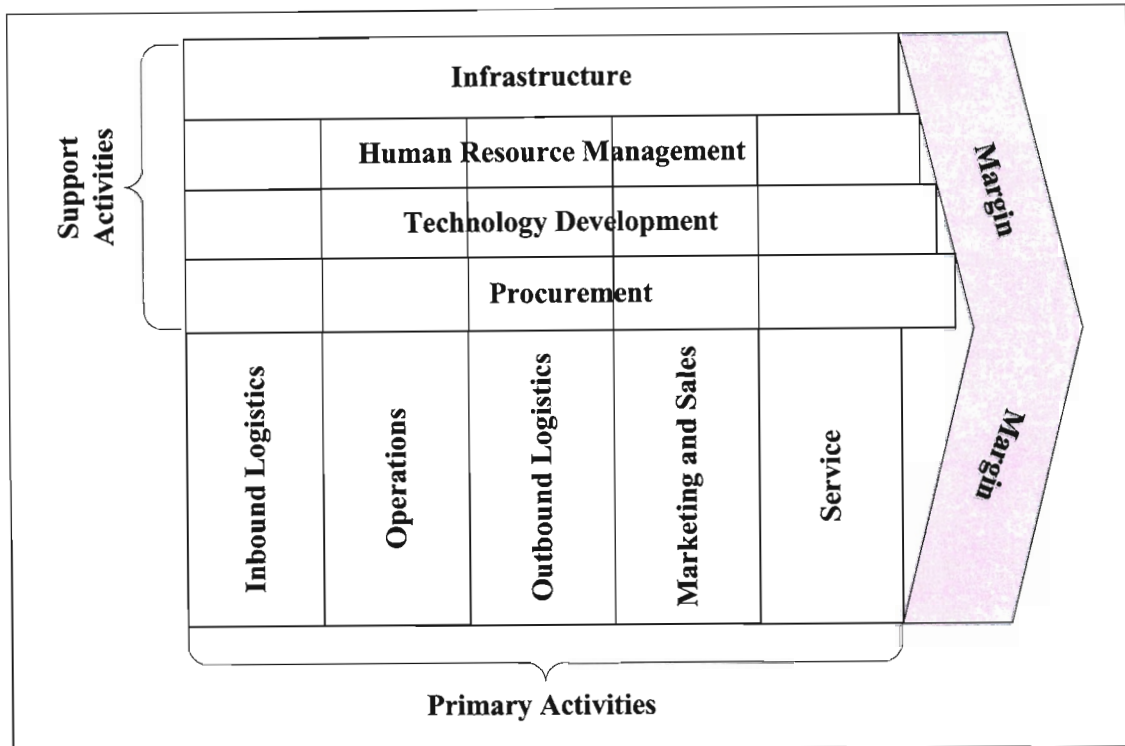 Support
Activities
Infrastructure
Human Resource Management
Technology Development
Procurement
Inbound Logistics
Operations
Outbound Logistics
Marketing and Sales
Service
Margin
Margin
Primary Activities